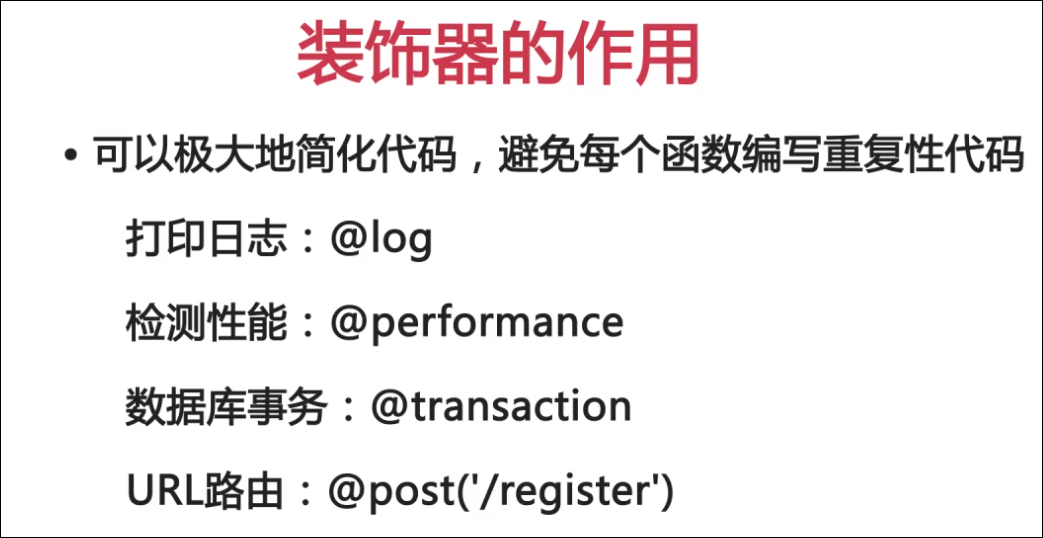 装饰器的作用
• 可以极大地简化代码，避免每个函数编写重复性代码
打印日志：@log
检测性能：@performance
数据库事务：@transaction
URL路由：@post('/register')